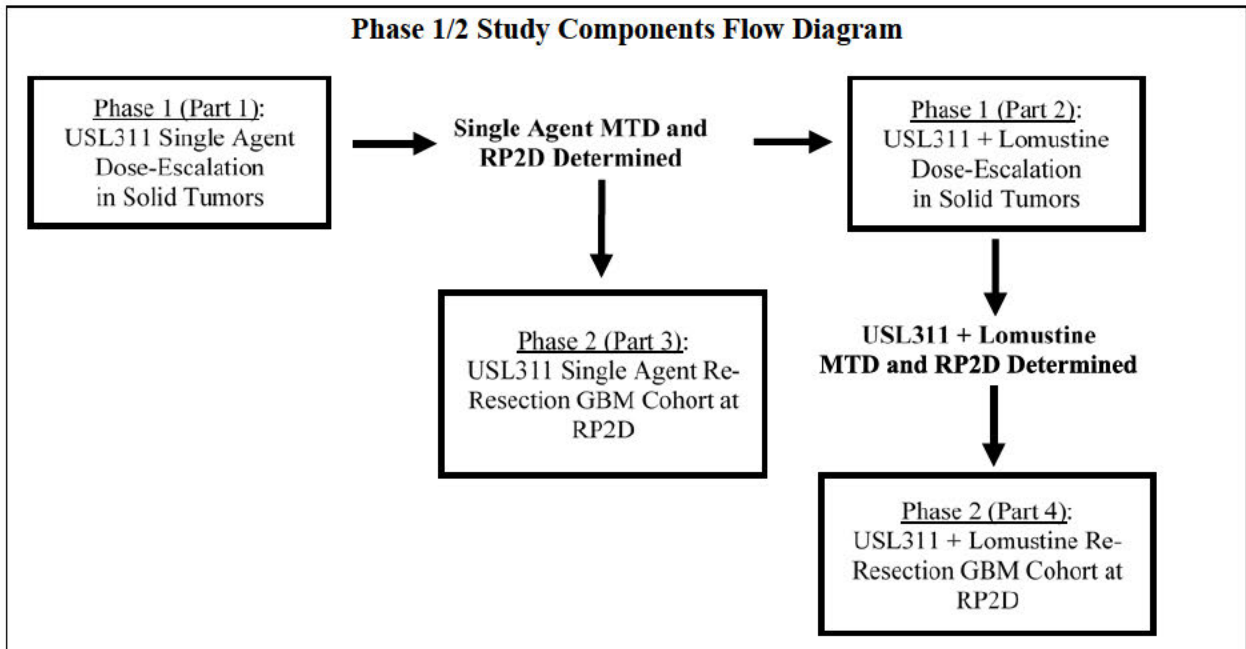 Phase 1/2 Study Components Flow Diagram
Phase 1 (Part 1):
USL311 Single Agent
Dose-Escalation
in Solid Tumors
Single Agent MTD and
RP2D Determined
Phase 1 (Part 2):
USL311 + Lomustine
Dose-Escalation
in Solid Tumors
Phase 2 (Part 3):
USL311 Single Agent Re-
Resection GBM Cohort at
RP2D
USL311 + Lomustine
MTD and RP2D Determined
Phase 2 (Part 4):
USL311 + Lomustine Re-
Resection GBM Cohort at
RP2D